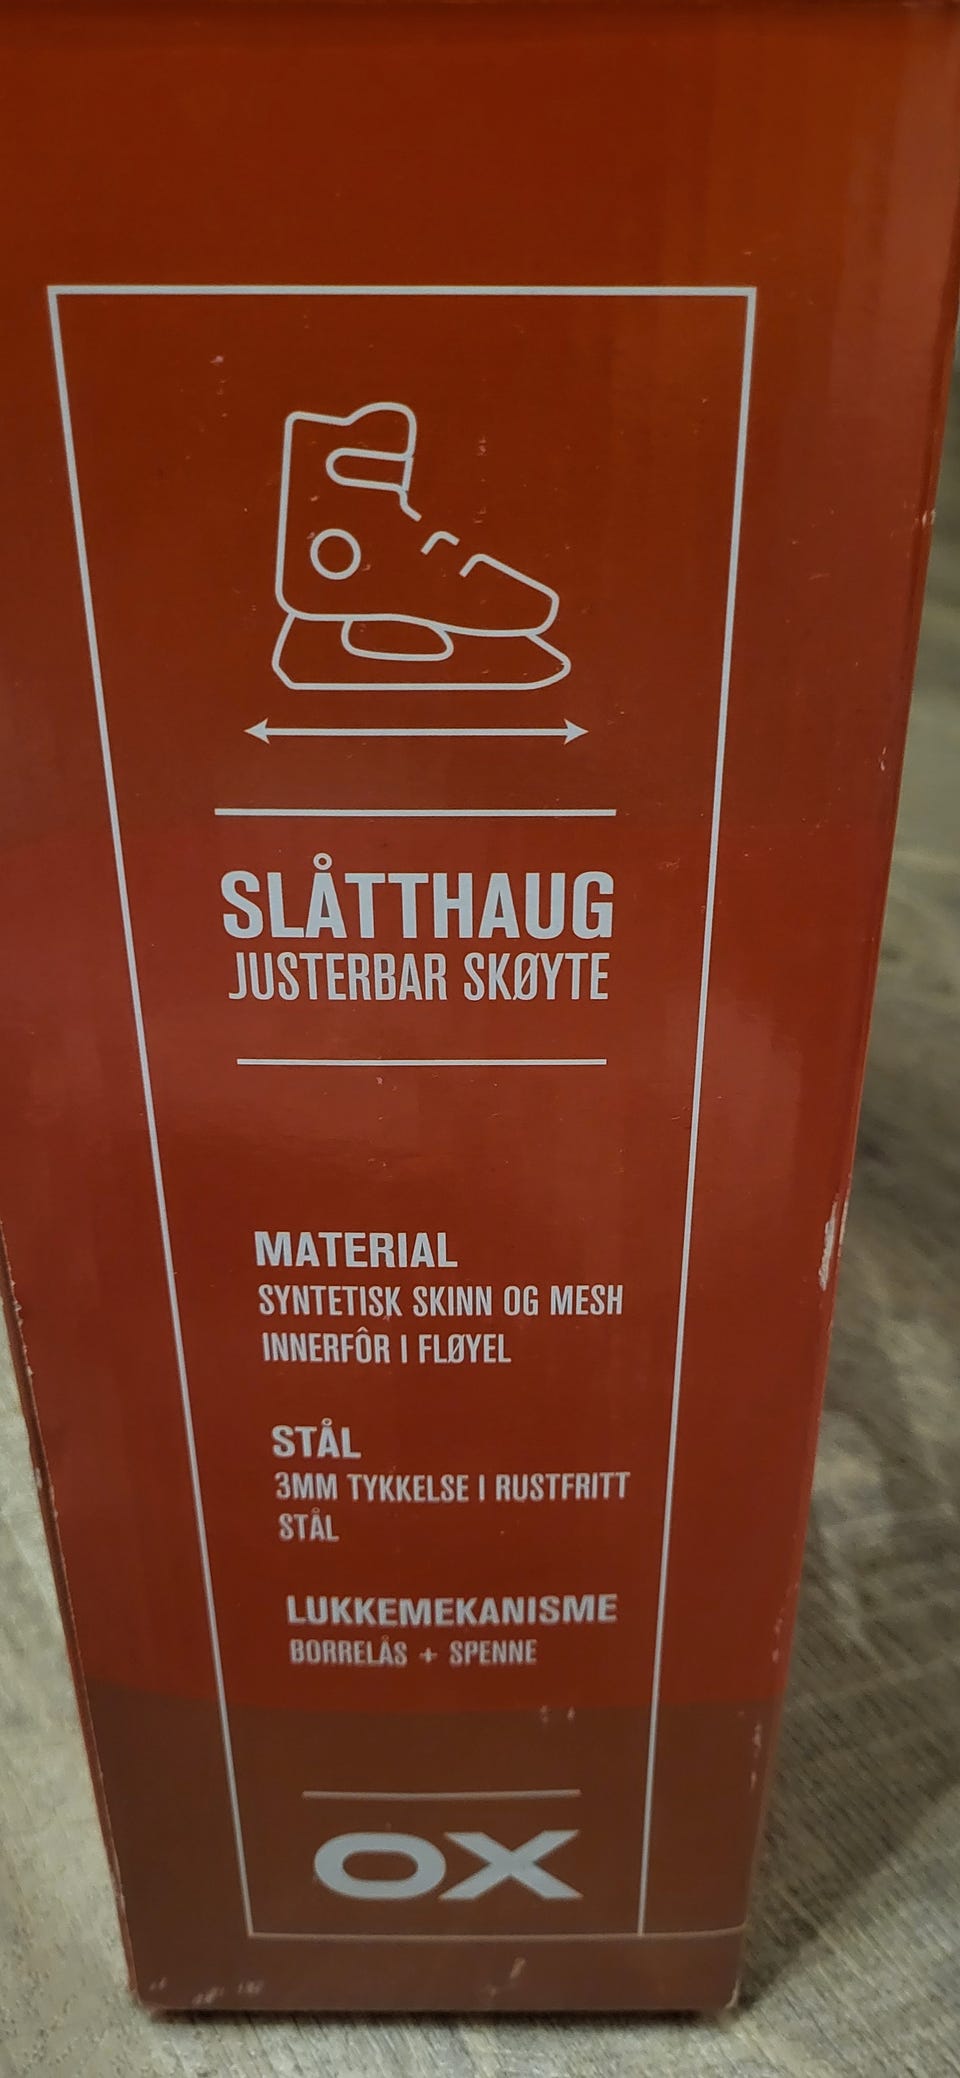 SLÅTTHAUG
JUSTERBAR SKØYTE
MATERIAL
SYNTETISK SKINN OG MESH
INNERFÔR I FLØYEL
STÅL
3MM TYKKELSE I RUSTFRITT
STÅL
LUKKEMEKANISME
BORRELÅS + SPENNE
OX